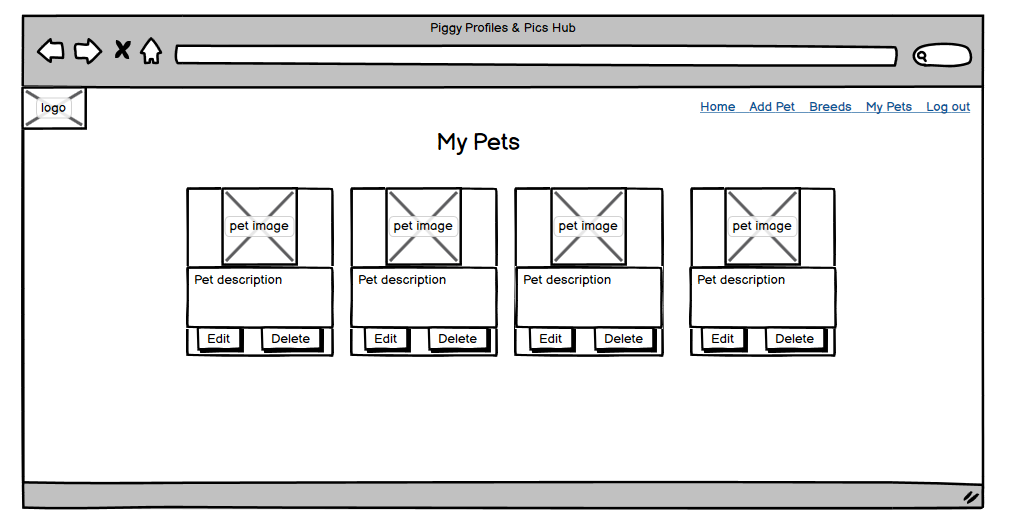 Piggy Profiles & Pics Hub
logo
Home Add Pet Breeds My Pets Log out
My Pets
pet image pet image pet image pet image
Pet description Pet description Pet description Pet description
Edit Delete Edit Delete Edit Delete Edit Delete